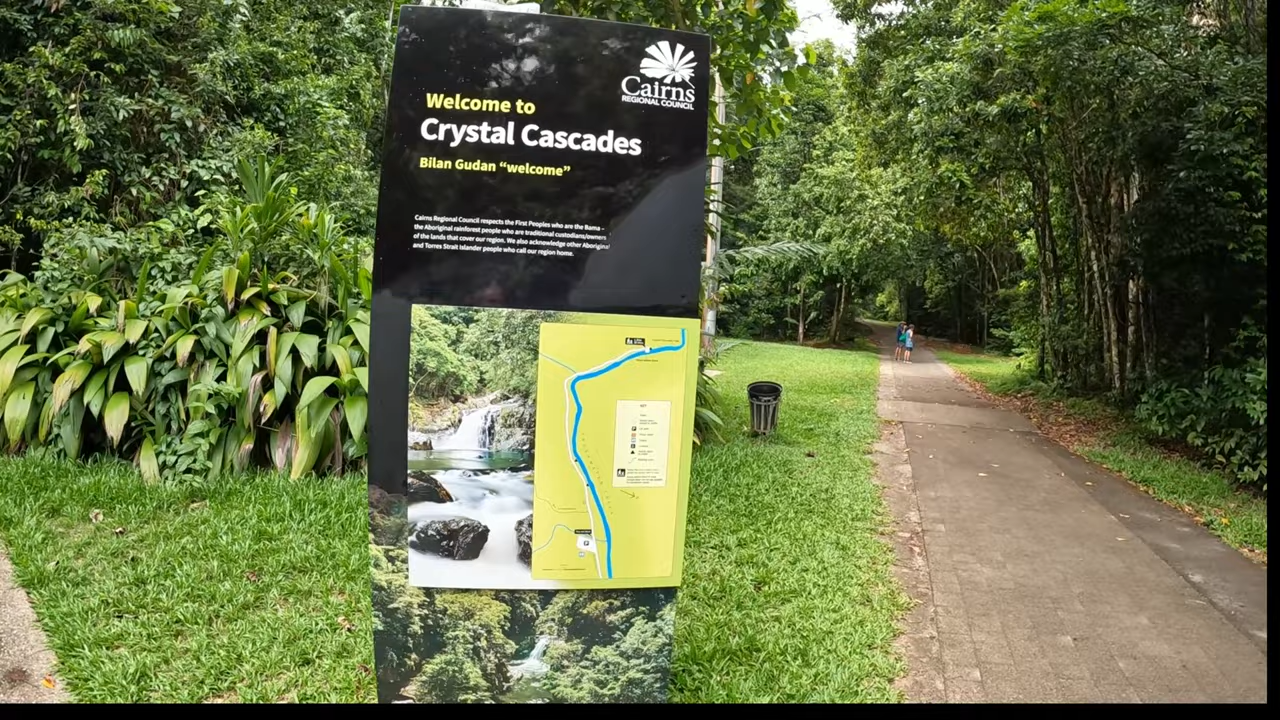 Cairns
REGIONAL COUNCIL
Welcome to
Crystal Cascades
Bilan Gudan “welcome”
Cairns Regional Council respects the First Peoples who are the Bama –
the Aboriginal rainforest people who are traditional custodians/owners
of the lands that cover our region. We also acknowledge other Aboriginal
and Torres Strait Islander people who call our region home.